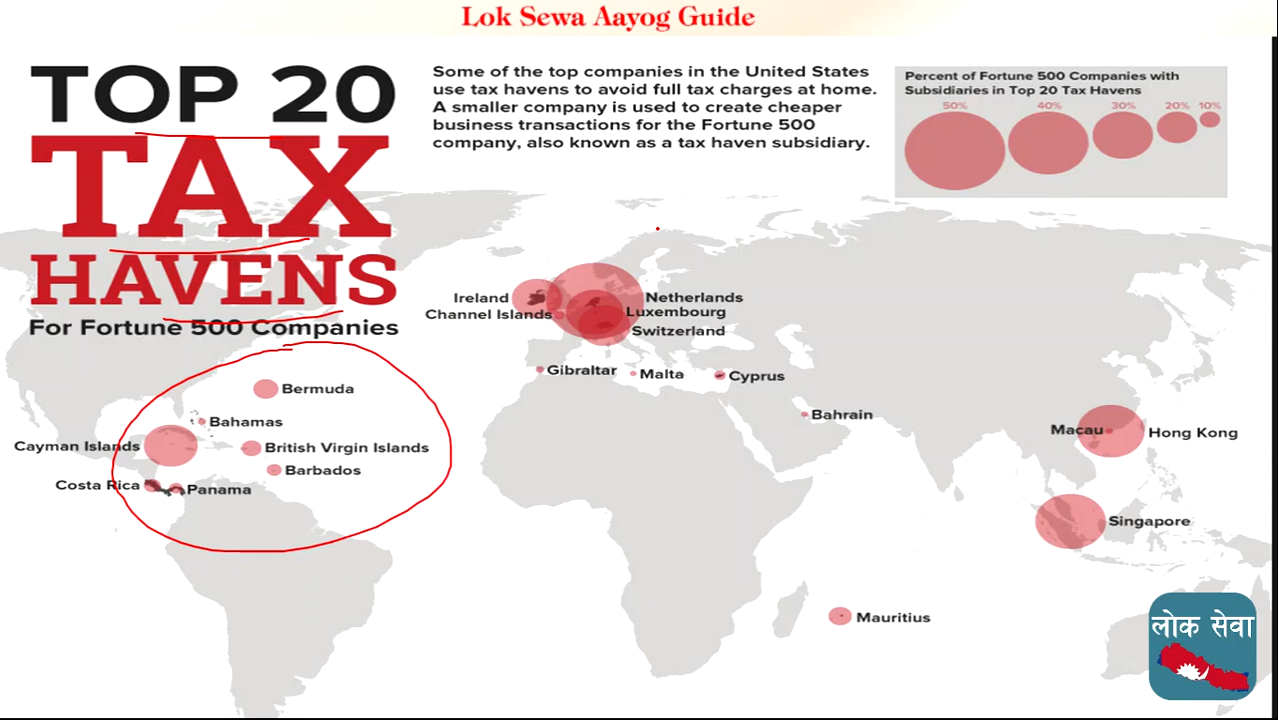 Lok Sewa Aayog Guide
TOP 20
TAX
HAVENS
For Fortune 500 Companies
Some of the top companies in the United States
use tax havens to avoid full tax charges at home.
A smaller company is used to create cheaper
business transactions for the Fortune 500
company, also known as a tax haven subsidiary.
Percent of Fortune 500 Companies with
Subsidiaries in Top 20 Tax Havens
50% 40% 30% 20% 10%
Ireland
Channel Islands
Netherlands
Luxembourg
Switzerland
Gibraltar
Malta
Cyprus
Bermuda
Bahamas
Cayman Islands
British Virgin Islands
Barbados
Costa Rica
Panama
Bahrain
Macau
Hong Kong
Singapore
Mauritius
लोक सेवा